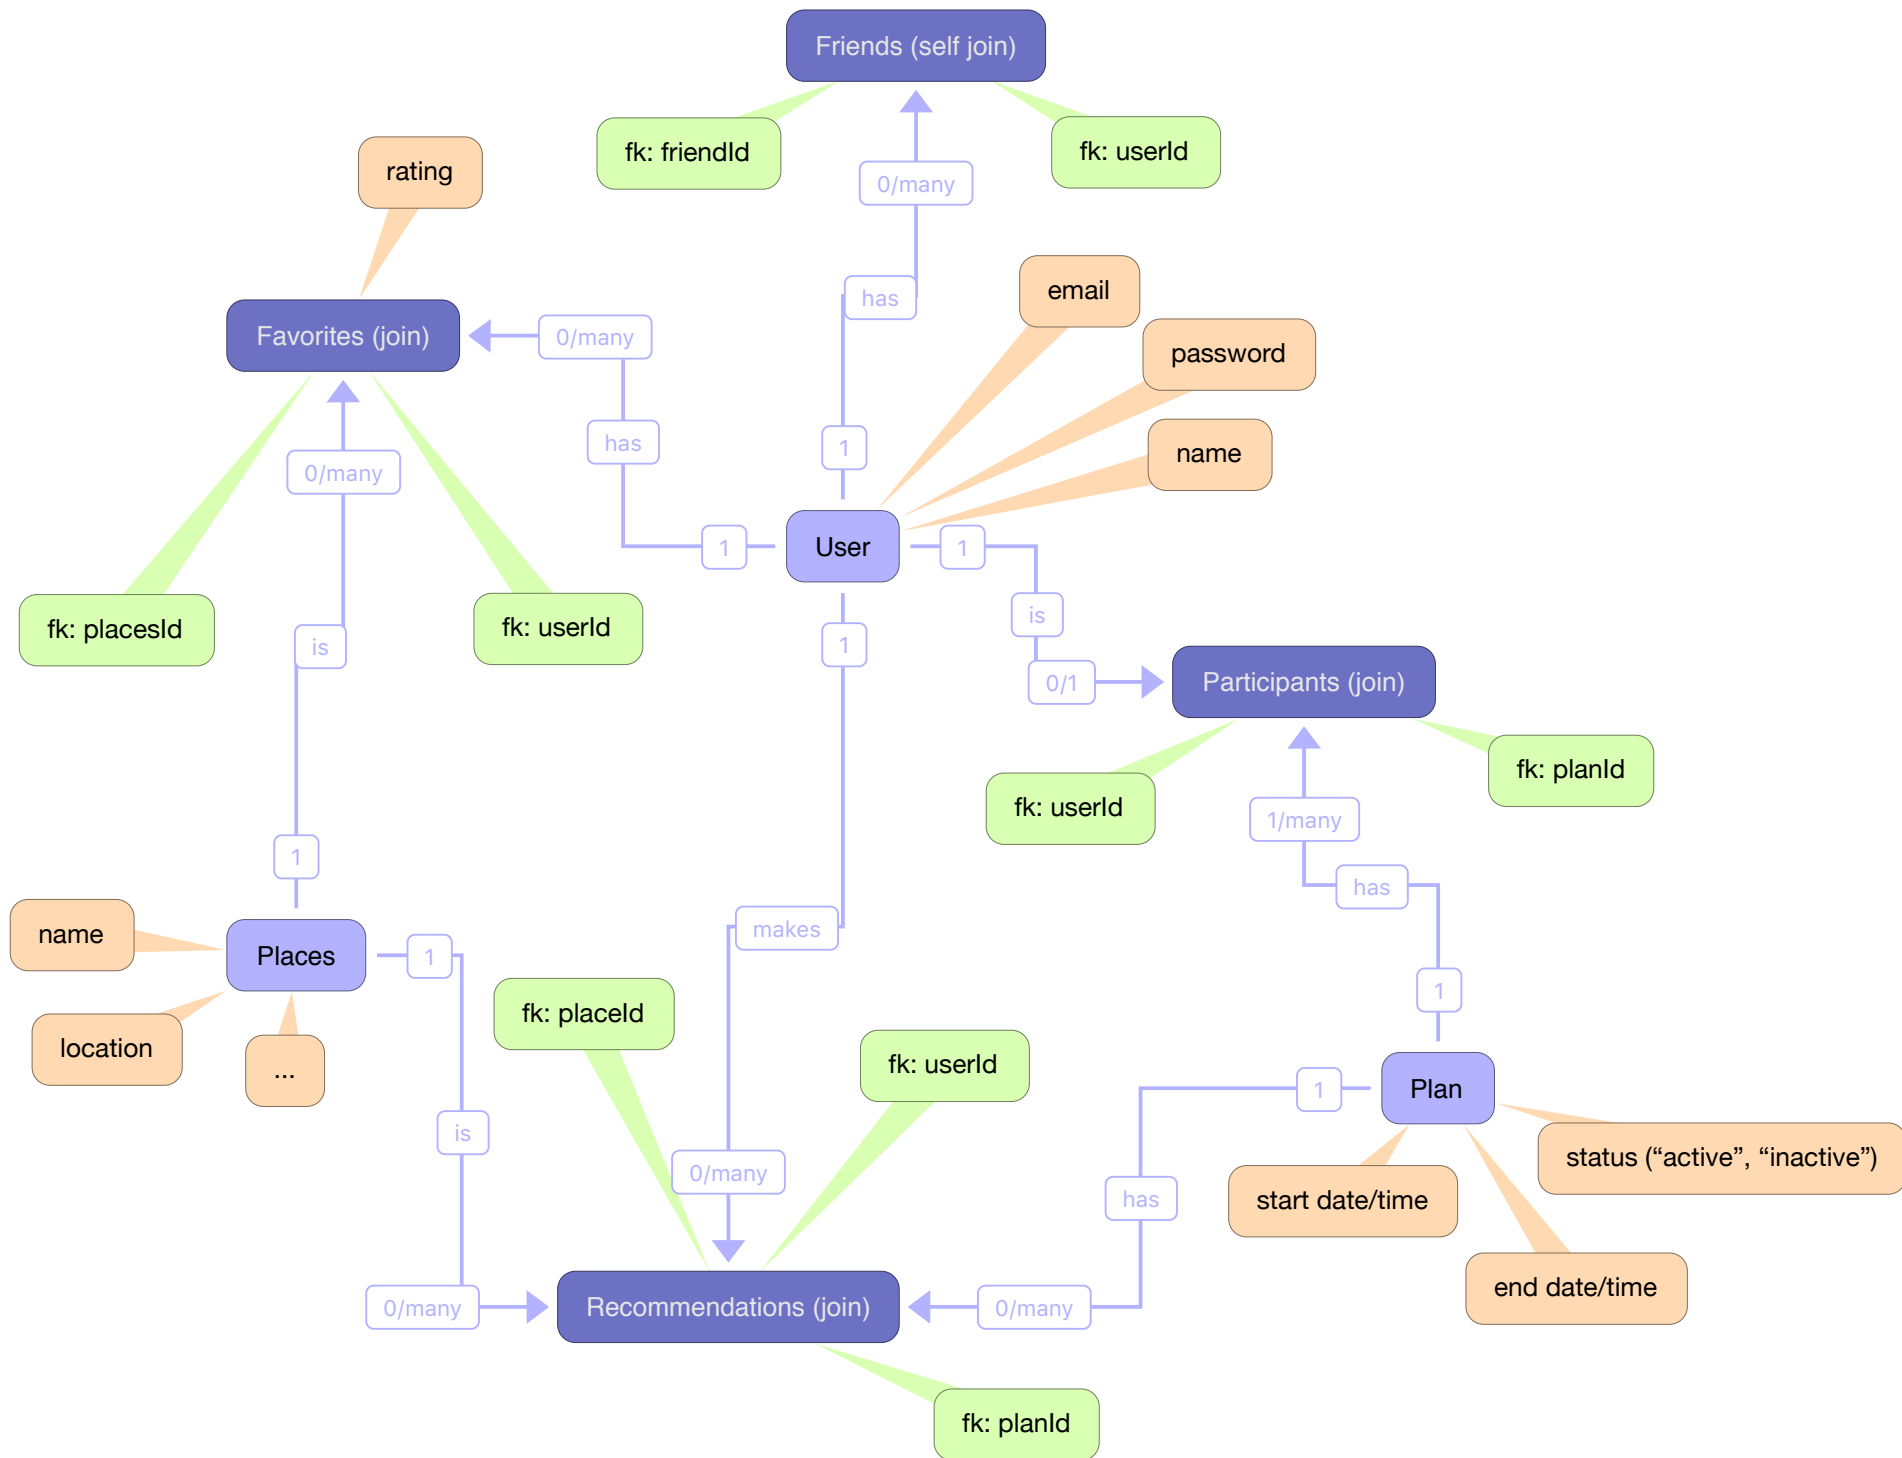 Friends (self join)
fk: friendId
fk: userId
0/many
rating
has
email
Favorites (join)
0/many
password
has
1
name
0/many
1
User
1
fk: placesId
fk: userId
is
1
is
0/1
Participants (join)
fk: userId
fk: planId
1/many
1
has
name
Places
1
makes
1
location
...
fk: placeId
fk: userId
1
Plan
is
0/many
has
start date/time
status (“active”, “inactive”)
end date/time
0/many
Recommendations (join)
0/many
fk: planId